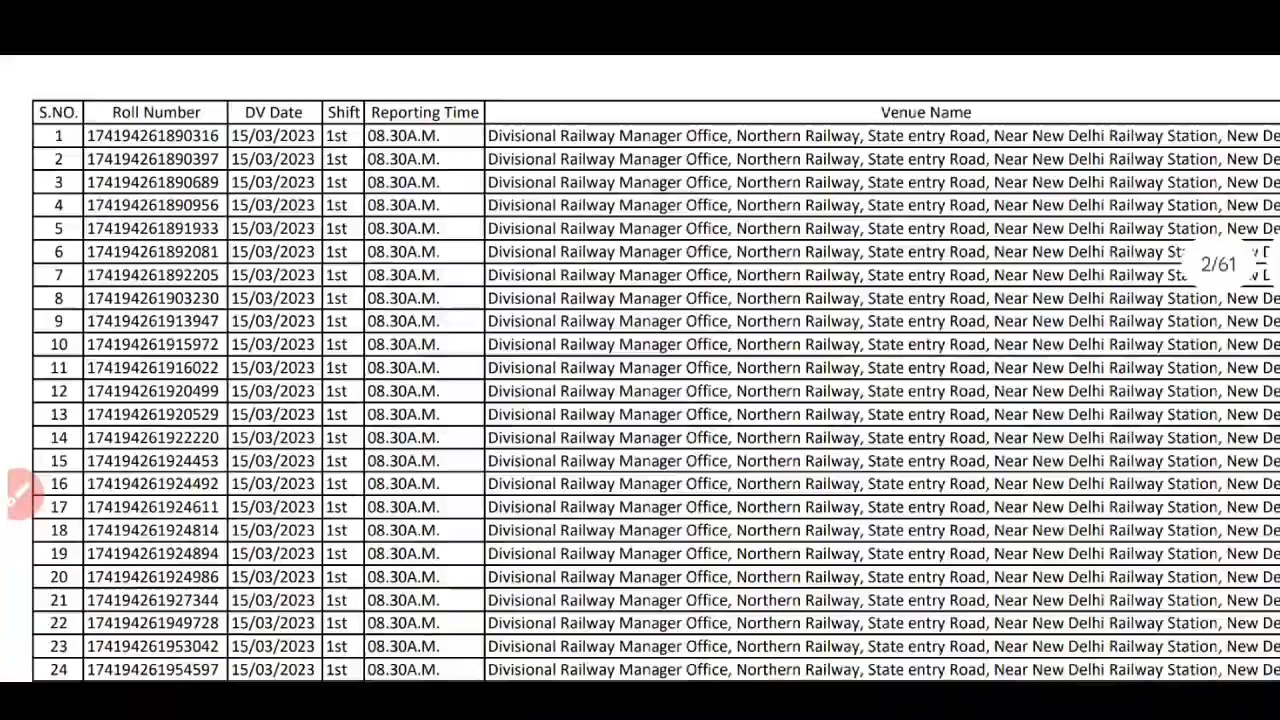 S.NO. Roll Number DV Date Shift Reporting Time Venue Name
1 174194261890316 15/03/2023 1st 08.30A.M. Divisional Railway Manager Office, Northern Railway, State entry Road, Near New Delhi Railway Station, New De
2 174194261890397 15/03/2023 1st 08.30A.M. Divisional Railway Manager Office, Northern Railway, State entry Road, Near New Delhi Railway Station, New De
3 174194261890689 15/03/2023 1st 08.30A.M. Divisional Railway Manager Office, Northern Railway, State entry Road, Near New Delhi Railway Station, New De
4 174194261890956 15/03/2023 1st 08.30A.M. Divisional Railway Manager Office, Northern Railway, State entry Road, Near New Delhi Railway Station, New De
5 174194261891933 15/03/2023 1st 08.30A.M. Divisional Railway Manager Office, Northern Railway, State entry Road, Near New Delhi Railway Station, New De
6 174194261892081 15/03/2023 1st 08.30A.M. Divisional Railway Manager Office, Northern Railway, State entry Road, Near New Delhi Railway
2/61
7 174194261892205 15/03/2023 1st 08.30A.M. Divisional Railway Manager Office, Northern Railway, State entry Road, Near New Delhi Railway
8 174194261903230 15/03/2023 1st 08.30A.M. Divisional Railway Manager Office, Northern Railway, State entry Road, Near New Delhi Railway Station, New De
9 174194261913947 15/03/2023 1st 08.30A.M. Divisional Railway Manager Office, Northern Railway, State entry Road, Near New Delhi Railway Station, New De
10 174194261915972 15/03/2023 1st 08.30A.M. Divisional Railway Manager Office, Northern Railway, State entry Road, Near New Delhi Railway Station, New De
11 174194261916022 15/03/2023 1st 08.30A.M. Divisional Railway Manager Office, Northern Railway, State entry Road, Near New Delhi Railway Station, New De
12 174194261920499 15/03/2023 1st 08.30A.M. Divisional Railway Manager Office, Northern Railway, State entry Road, Near New Delhi Railway Station, New De
13 174194261920529 15/03/2023 1st 08.30A.M. Divisional Railway Manager Office, Northern Railway, State entry Road, Near New Delhi Railway Station, New De
14 174194261922220 15/03/2023 1st 08.30A.M. Divisional Railway Manager Office, Northern Railway, State entry Road, Near New Delhi Railway Station, New De
15 174194261924453 15/03/2023 1st 08.30A.M. Divisional Railway Manager Office, Northern Railway, State entry Road, Near New Delhi Railway Station, New De
16 174194261924492 15/03/2023 1st 08.30A.M. Divisional Railway Manager Office, Northern Railway, State entry Road, Near New Delhi Railway Station, New De
17 174194261924611 15/03/2023 1st 08.30A.M. Divisional Railway Manager Office, Northern Railway, State entry Road, Near New Delhi Railway Station, New De
18 174194261924814 15/03/2023 1st 08.30A.M. Divisional Railway Manager Office, Northern Railway, State entry Road, Near New Delhi Railway Station, New De
19 174194261924894 15/03/2023 1st 08.30A.M. Divisional Railway Manager Office, Northern Railway, State entry Road, Near New Delhi Railway Station, New De
20 174194261924986 15/03/2023 1st 08.30A.M. Divisional Railway Manager Office, Northern Railway, State entry Road, Near New Delhi Railway Station, New De
21 174194261927344 15/03/2023 1st 08.30A.M. Divisional Railway Manager Office, Northern Railway, State entry Road, Near New Delhi Railway Station, New De
22 174194261949728 15/03/2023 1st 08.30A.M. Divisional Railway Manager Office, Northern Railway, State entry Road, Near New Delhi Railway Station, New De
23 174194261953042 15/03/2023 1st 08.30A.M. Divisional Railway Manager Office, Northern Railway, State entry Road, Near New Delhi Railway Station, New De
24 174194261954597 15/03/2023 1st 08.30A.M. Divisional Railway Manager Office, Northern Railway, State entry Road, Near New Delhi Railway Station, New De